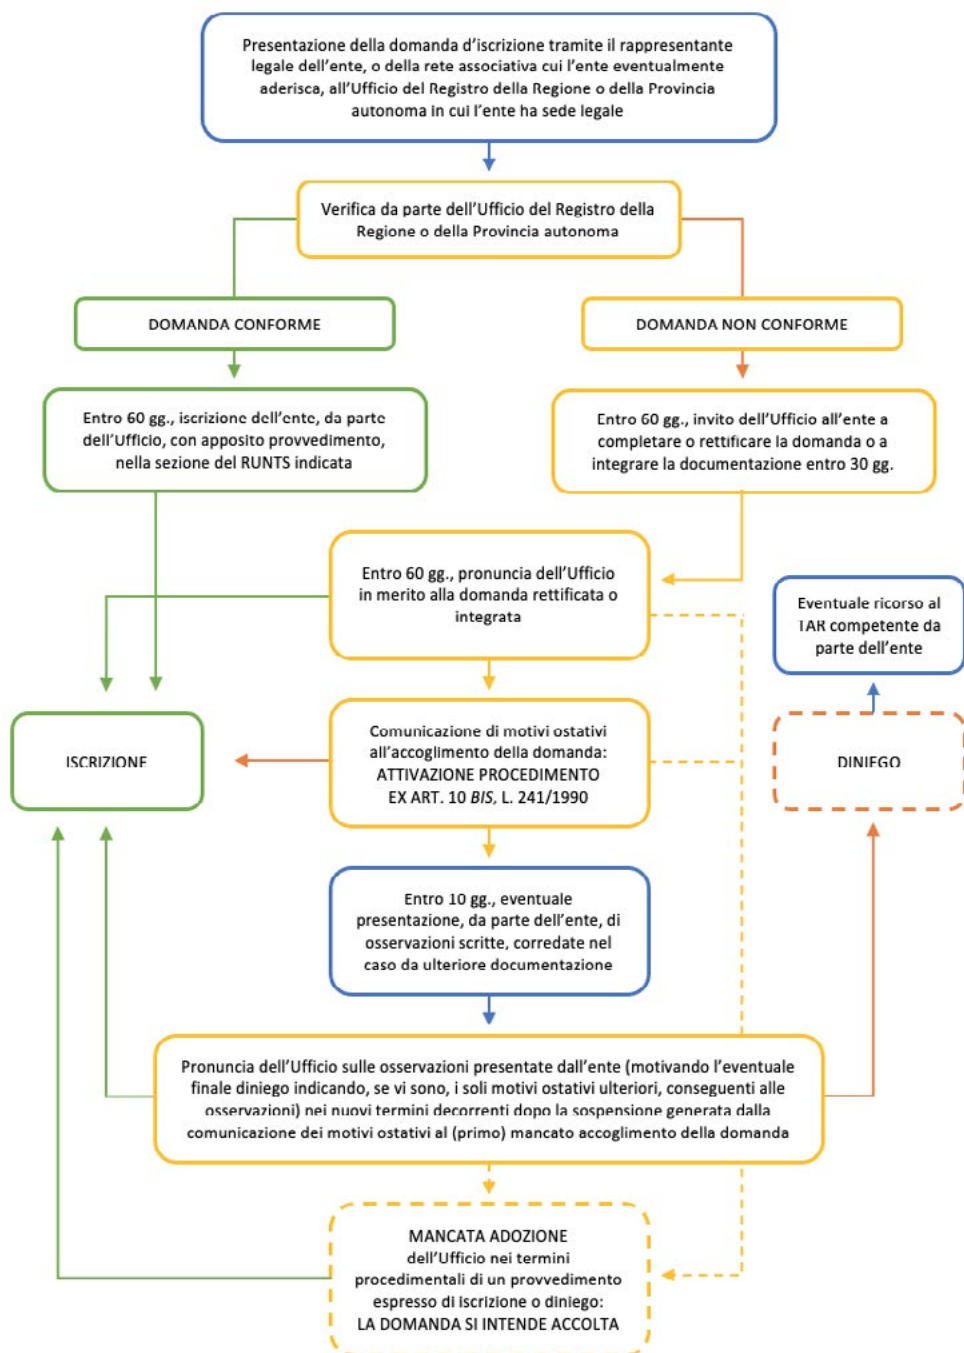 Presentazione della domanda d'iscrizione tramite il rappresentante
legale dell'ente, o della rete associativa cui l'ente eventualmente
aderisca, all'Ufficio del Registro della Regione o della Provincia
autonoma in cui l'ente ha sede legale
Verifica da parte dell'Ufficio del Registro della
Regione o della Provincia autonoma
DOMANDA CONFORME
DOMANDA NON CONFORME
Entro 60 gg., iscrizione dell'ente, da parte
dell'Ufficio, con apposito provvedimento,
nella sezione del RUNTS indicata
Entro 60 gg., invito dell'Ufficio all'ente a
completare o rettificare la domanda o a
integrare la documentazione entro 30 gg.
Entro 60 gg., pronuncia dell'Ufficio
in merito alla domanda rettificata o
integrata
Eventuale ricorso al
TAR competente da
parte dell'ente
ISCRIZIONE
Comunicazione di motivi ostativi
all'accoglimento della domanda:
ATTIVAZIONE PROCEDIMENTO
EX ART. 10 BIS, L. 241/1990
DINIEGO
Entro 10 gg., eventuale
presentazione, da parte dell'ente, di
osservazioni scritte, corredate nel
caso da ulteriore documentazione
Pronuncia dell'Ufficio sulle osservazioni presentate dall'ente (motivando l'eventuale
finale diniego indicando, se vi sono, i soli motivi ostativi ulteriori, conseguenti alle
osservazioni) nei nuovi termini decorrenti dopo la sospensione generata dalla
comunicazione dei motivi ostativi al (primo) mancato accoglimento della domanda
MANCATA ADOZIONE
dell'Ufficio nei termini
procedimentali di un provvedimento
espresso di iscrizione o diniego:
LA DOMANDA SI INTENDE ACCOLTA